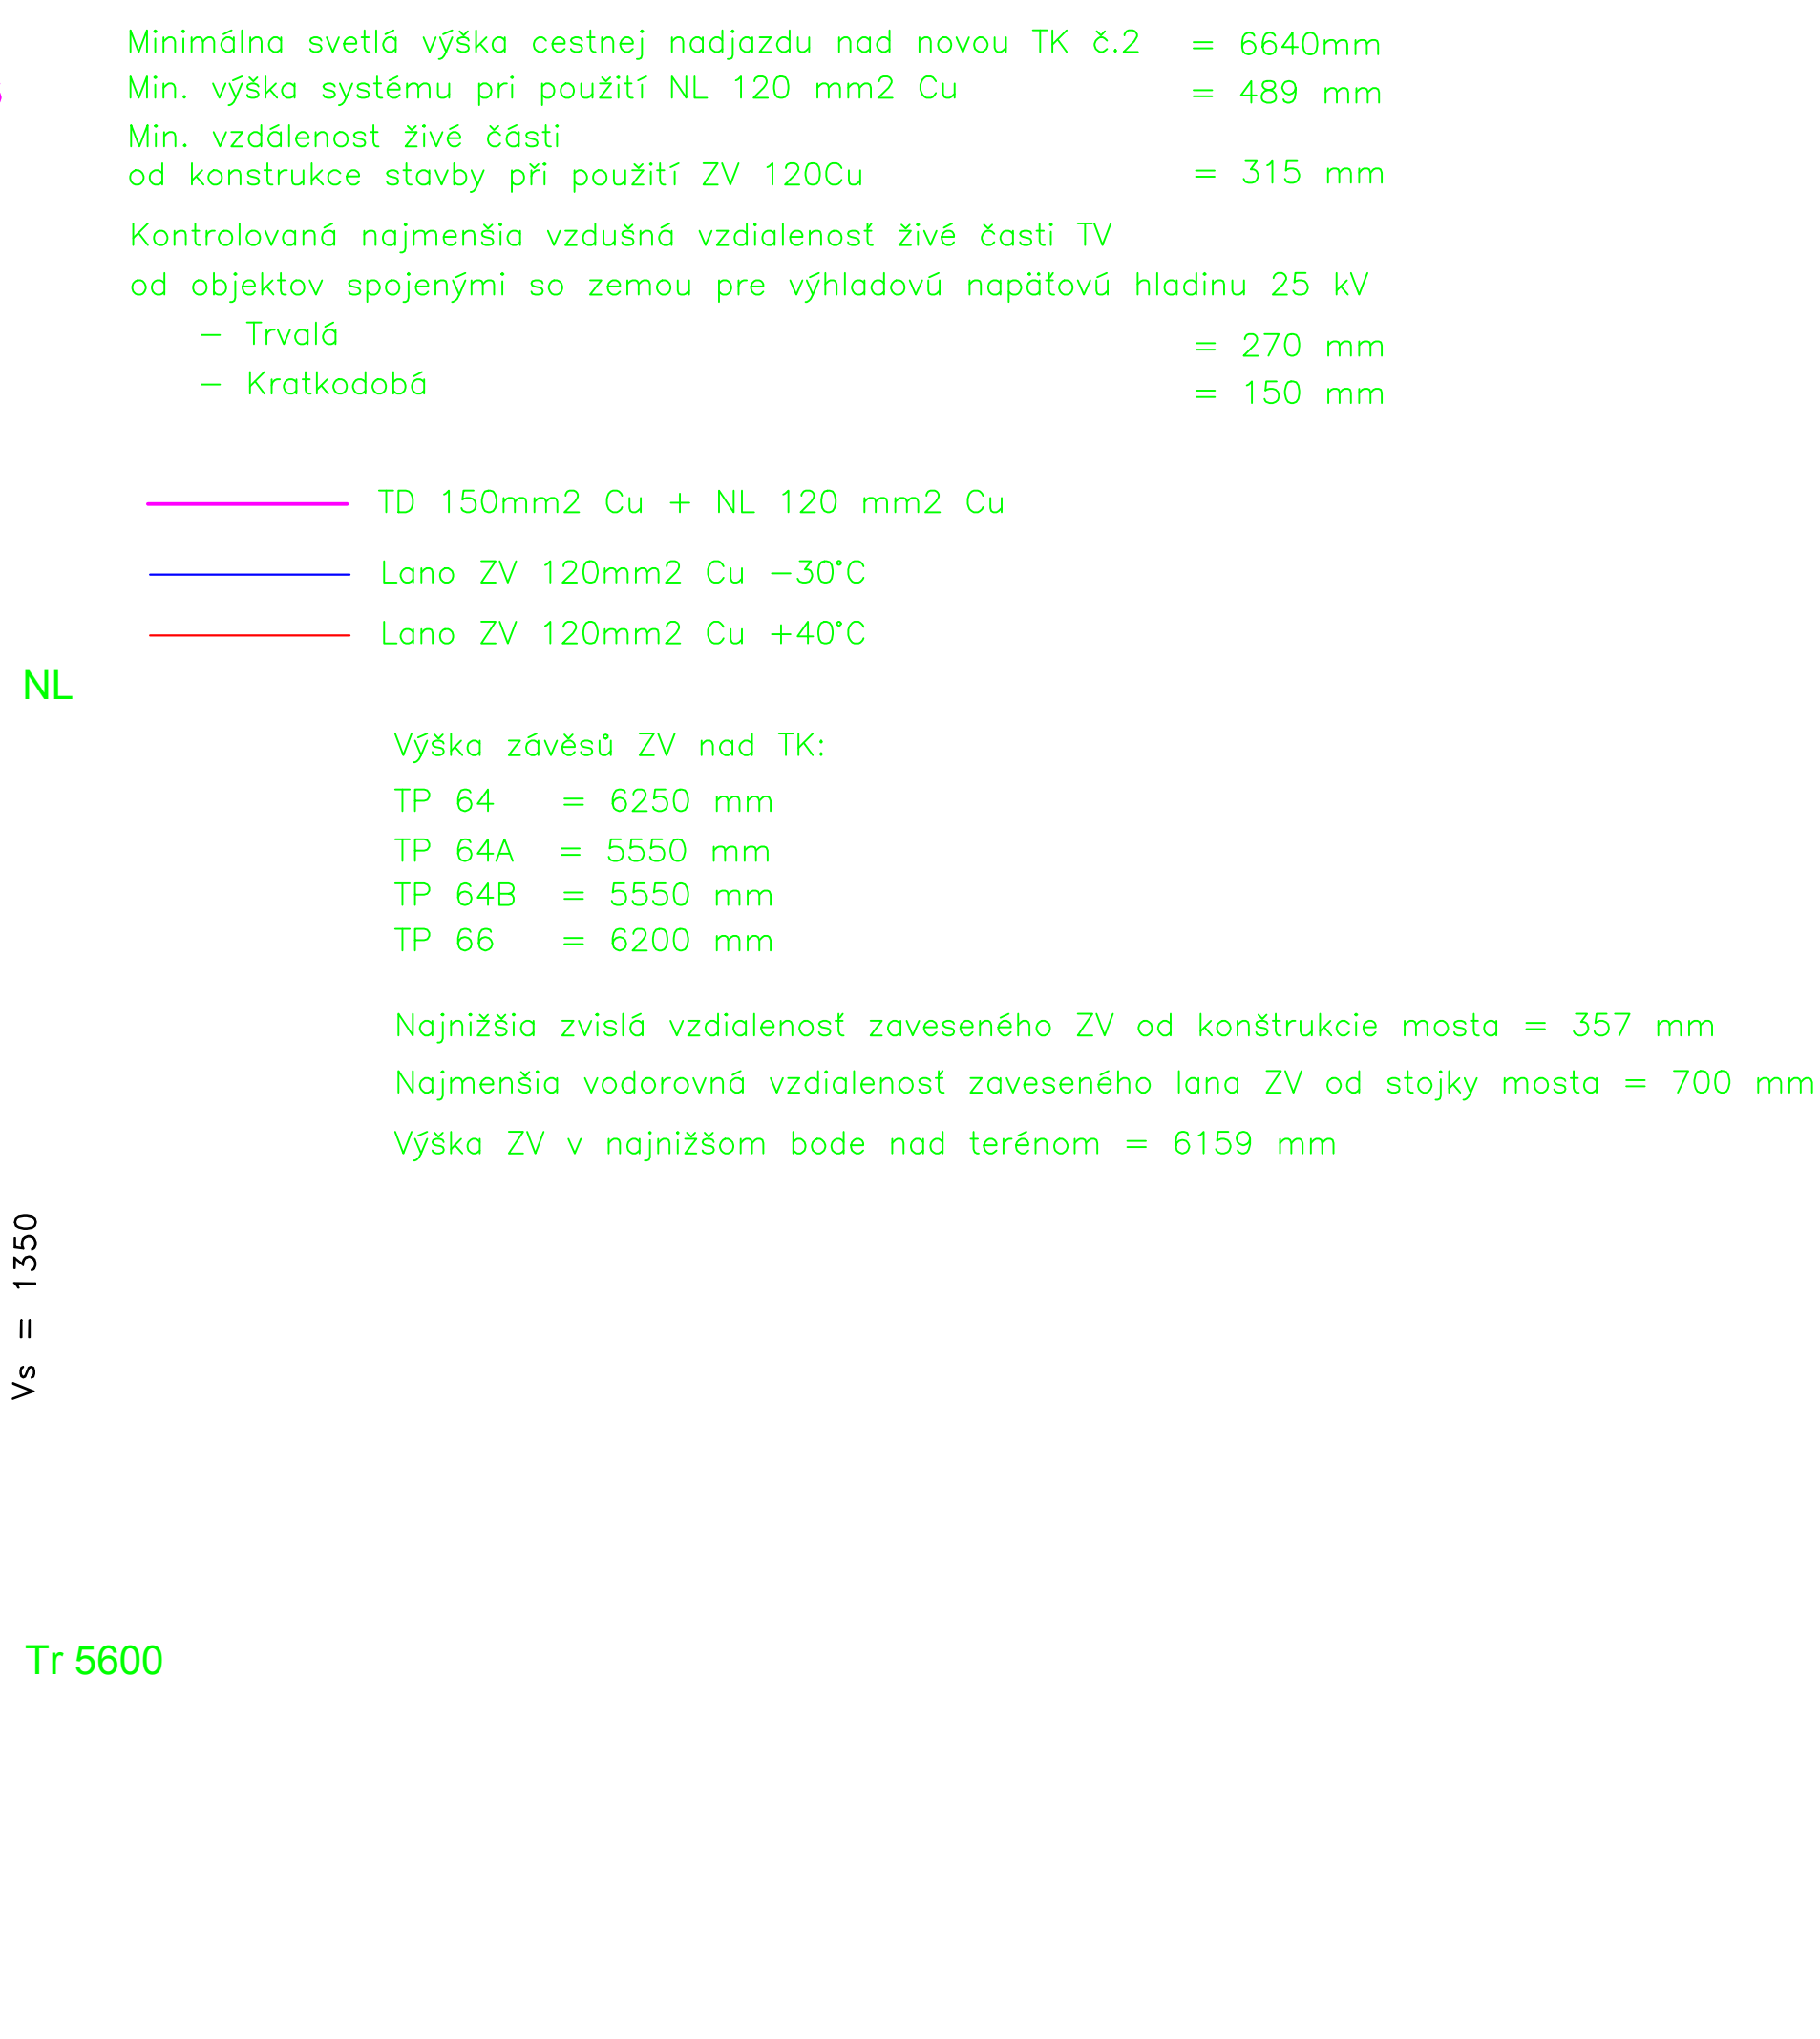 Minimálna svetlá výška cestnej nadjazdu nad novou TK č.2 = 6640mm
Min. výška systému pri použití NL 120 mm2 Cu = 489 mm
Min. vzdálenost živé části
od konstrukce stavby při použití ZV 120Cu = 315 mm
Kontrolovaná najmenšia vzdušná vzdialenosť živé časti TV
od objektov spojenými so zemou pre výhladovú napäťovú hladinu 25 kV
– Trvalá = 270 mm
– Kratkodobá = 150 mm
TD 150mm2 Cu + NL 120 mm2 Cu
Lano ZV 120mm2 Cu –30°C
Lano ZV 120mm2 Cu +40°C
NL
Výška závěsů ZV nad TK:
TP 64 = 6250 mm
TP 64A = 5550 mm
TP 64B = 5550 mm
TP 66 = 6200 mm
Najnižšia zvislá vzdialenosť zaveseného ZV od konštrukcie mosta = 357 mm
Najmenšia vodorovná vzdialenosť zaveseného lana ZV od stojky mosta = 700 mm
Výška ZV v najnižšom bode nad terénom = 6159 mm
Vs = 1350
Tr 5600